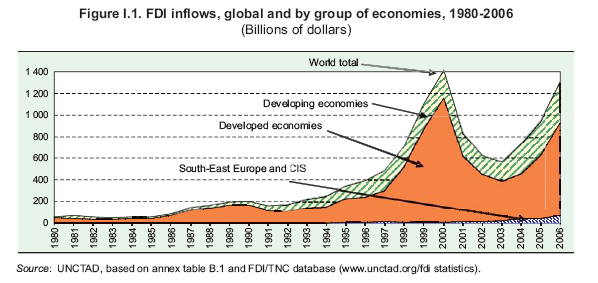 Figure I.1. FDI inflows, global and by group of economies, 1980-2006
(Billions of dollars)
World total
1 400
1 200
Developing economies
1 000
Developed economies
800
600
South-East Europe and CIS
400
200
0
1980 1981 1982 1983 1984 1985 1986 1987 1988 1989 1990 1991 1992 1993 1994 1995 1996 1997 1998 1999 2000 2001 2002 2003 2004 2005 2006
Source: UNCTAD, based on annex table B.1 and FDI/TNC database (www.unctad.org/fdi statistics).